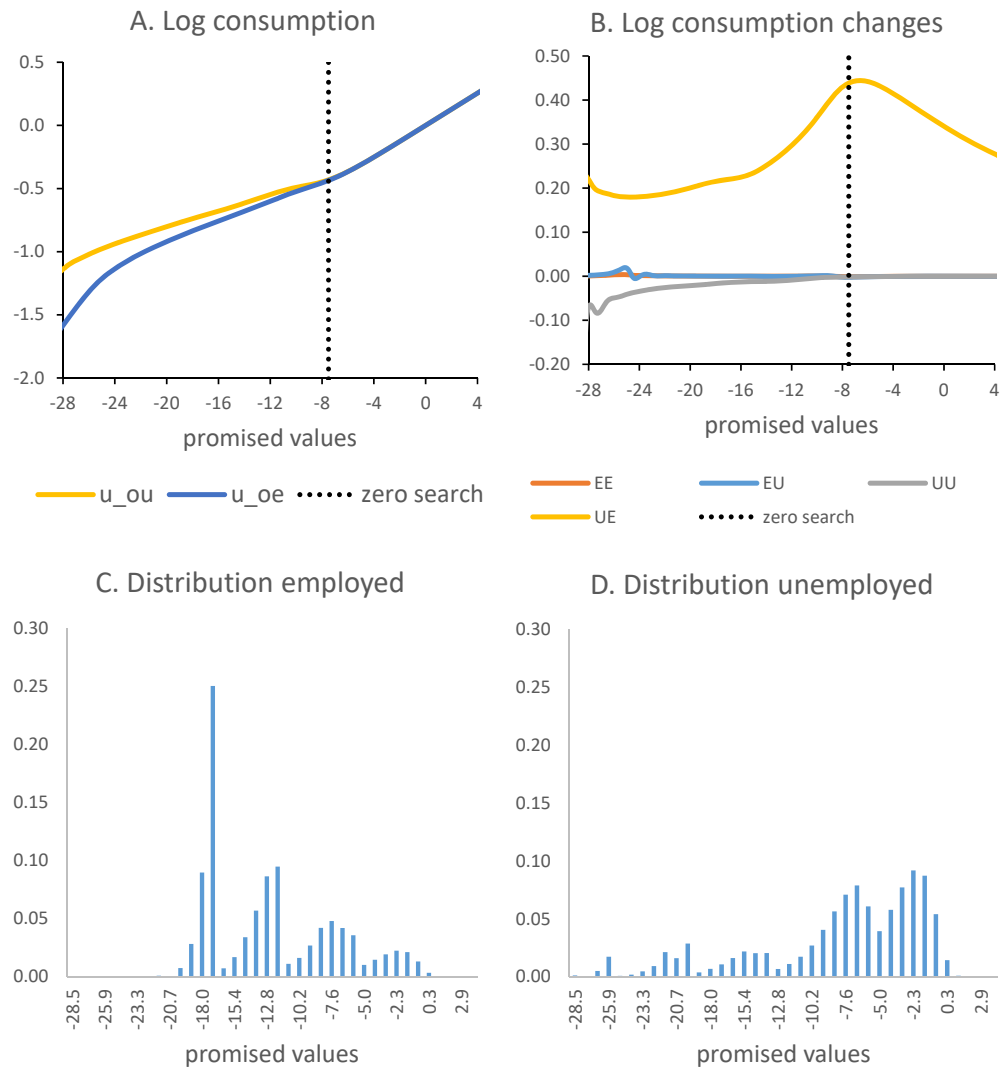 A. Log consumption
0.5
0.0
-0.5
-1.0
-1.5
-2.0
-28 -24 -20 -16 -12 -8 -4 0 4
promised values
u_ou u_oe zero search
B. Log consumption changes
0.50
0.40
0.30
0.20
0.10
0.00
-0.10
-0.20
-28 -24 -20 -16 -12 -8 -4 0 4
promised values
EE EU UU
UE zero search
C. Distribution employed
0.30
0.25
0.20
0.15
0.10
0.05
0.00
-28.5 -25.9 -23.3 -20.7 -18.0 -15.4 -12.8 -10.2 -7.6 -5.0 -2.3 0.3 2.9
promised values
D. Distribution unemployed
0.30
0.25
0.20
0.15
0.10
0.05
0.00
-28.5 -25.9 -23.3 -20.7 -18.0 -15.4 -12.8 -10.2 -7.6 -5.0 -2.3 0.3 2.9
promised values